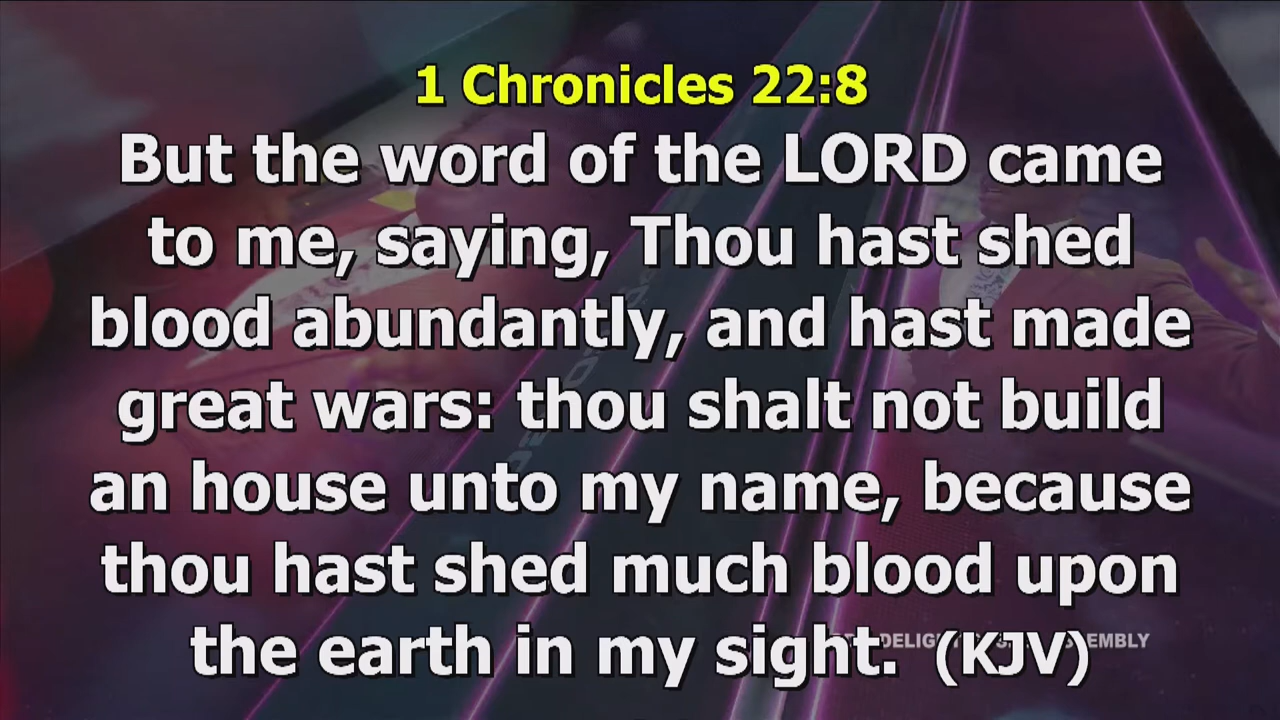 1 Chronicles 22:8
But the word of the LORD came
to me, saying, Thou hast shed
blood abundantly, and hast made
great wars: thou shalt not build
an house unto my name, because
thou hast shed much blood upon
the earth in my sight. (KJV)